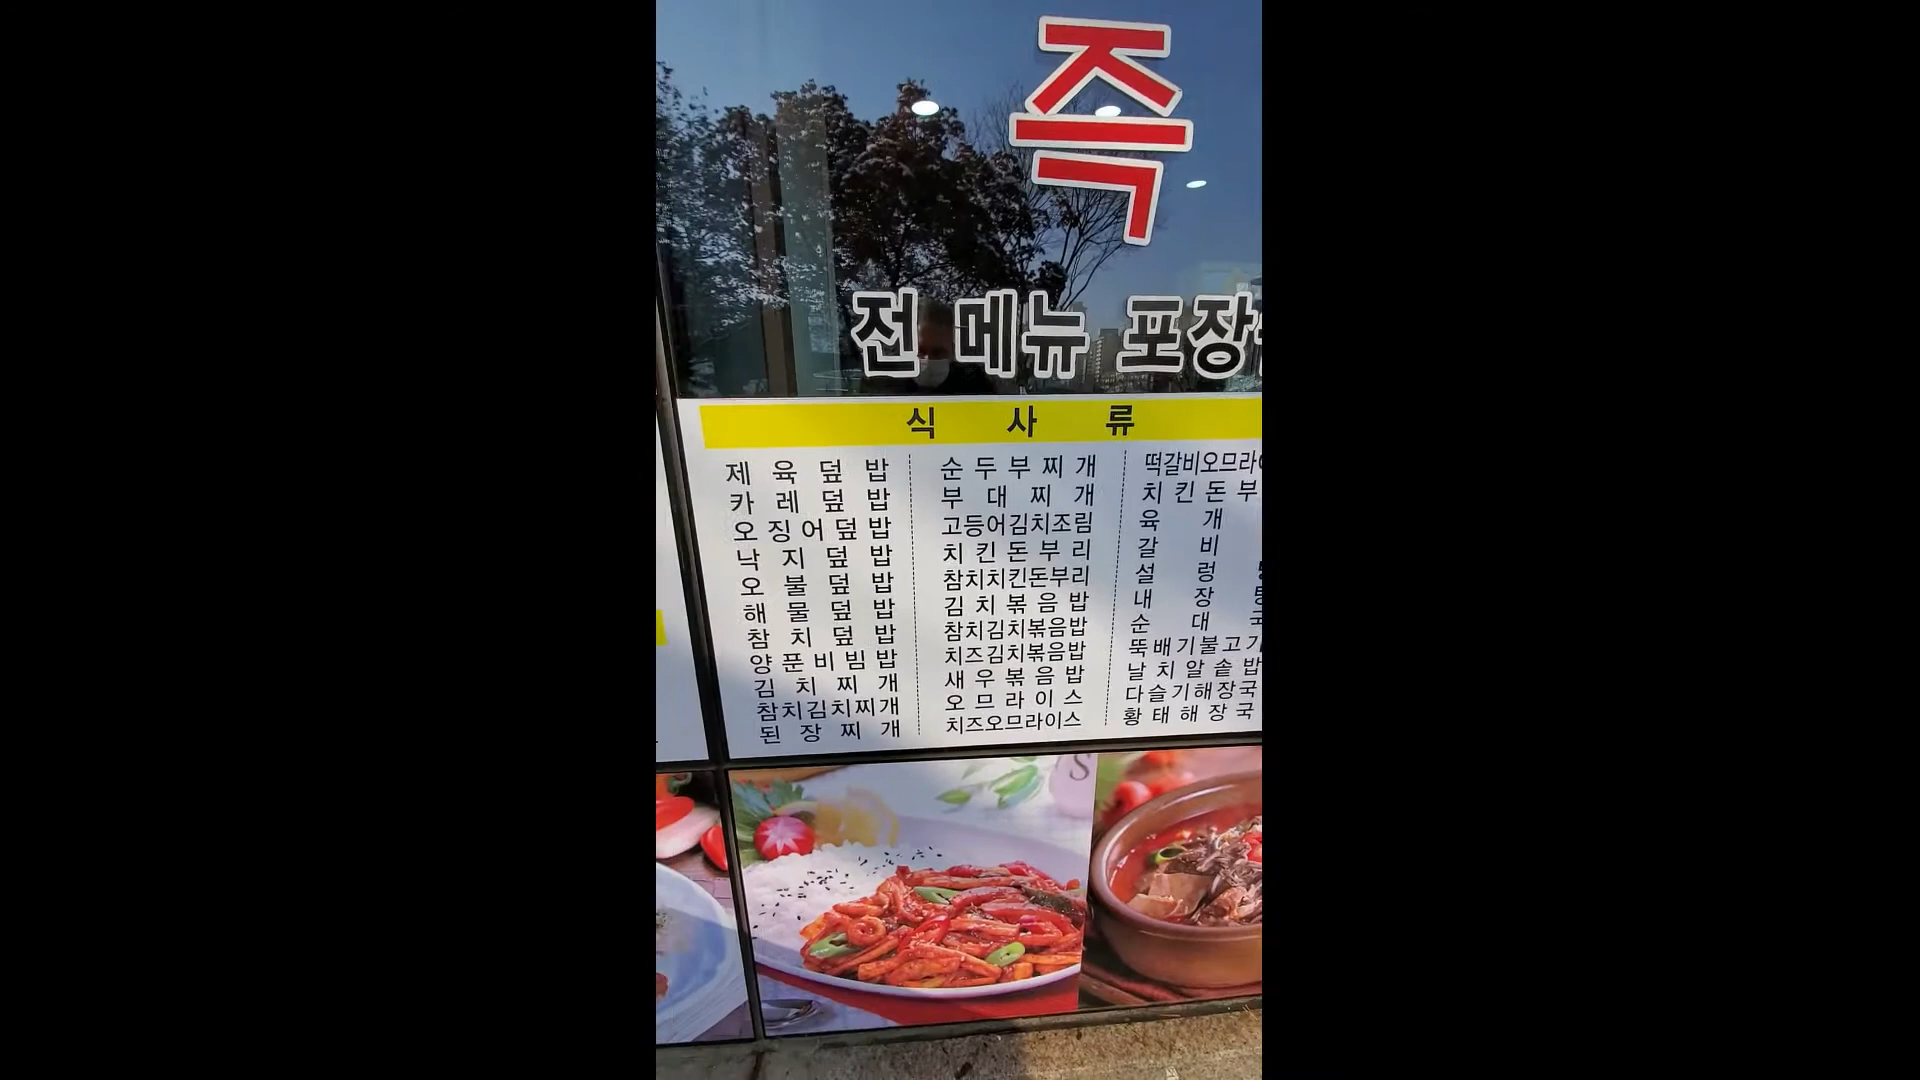 즉
전 메뉴 포장
식 사 류
제 육 덮 밥
카 레 덮 밥
오 징 어 덮 밥
낙 지 덮 밥
오 불 덮 밥
해 물 덮 밥
참 치 덮 밥
양 푼 비 빔 밥
김 치 찌 개
참치김치찌개
된 장 찌 개
순 두 부 찌 개
부 대 찌 개
고등어김치조림
치 킨 돈 부 리
참치치킨돈부리
김 치 볶 음 밥
참치김치볶음밥
치즈김치볶음밥
새 우 볶 음 밥
오 므 라 이 스
치즈오므라이스
떡갈비오므라
치 킨 돈 부
육 개
갈 비
설 렁
내 장
순 대
뚝배기불고기
날 치 알 솥 밥
다슬기해장국
황 태 해 장 국
S